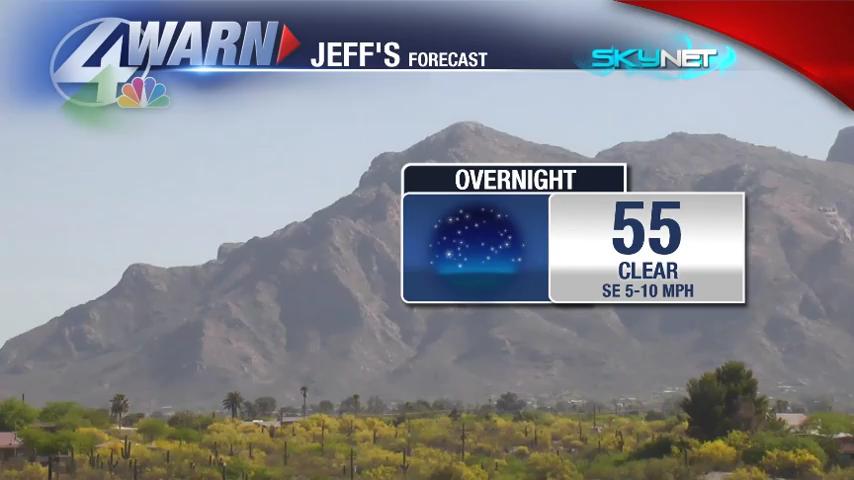 4WARN
JEFF'S FORECAST
SKYNET
OVERNIGHT
55
CLEAR
SE 5-10 MPH